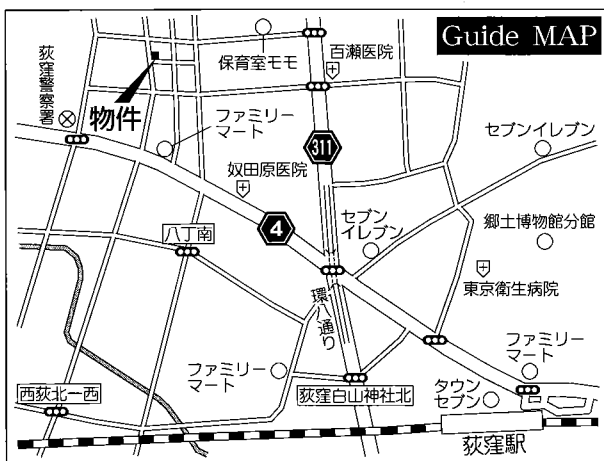 Guide MAP
荻窪警察署
保育室モモ
百瀬医院
物件
ファミリー
マート
311
セブンイレブン
奴田原医院
八丁南
4
セブン
イレブン
郷土博物館分館
東京衛生病院
環八通り
ファミリー
マート
ファミリー
マート
西荻北一西
荻窪白山神社北
タウン
セブン
荻窪駅